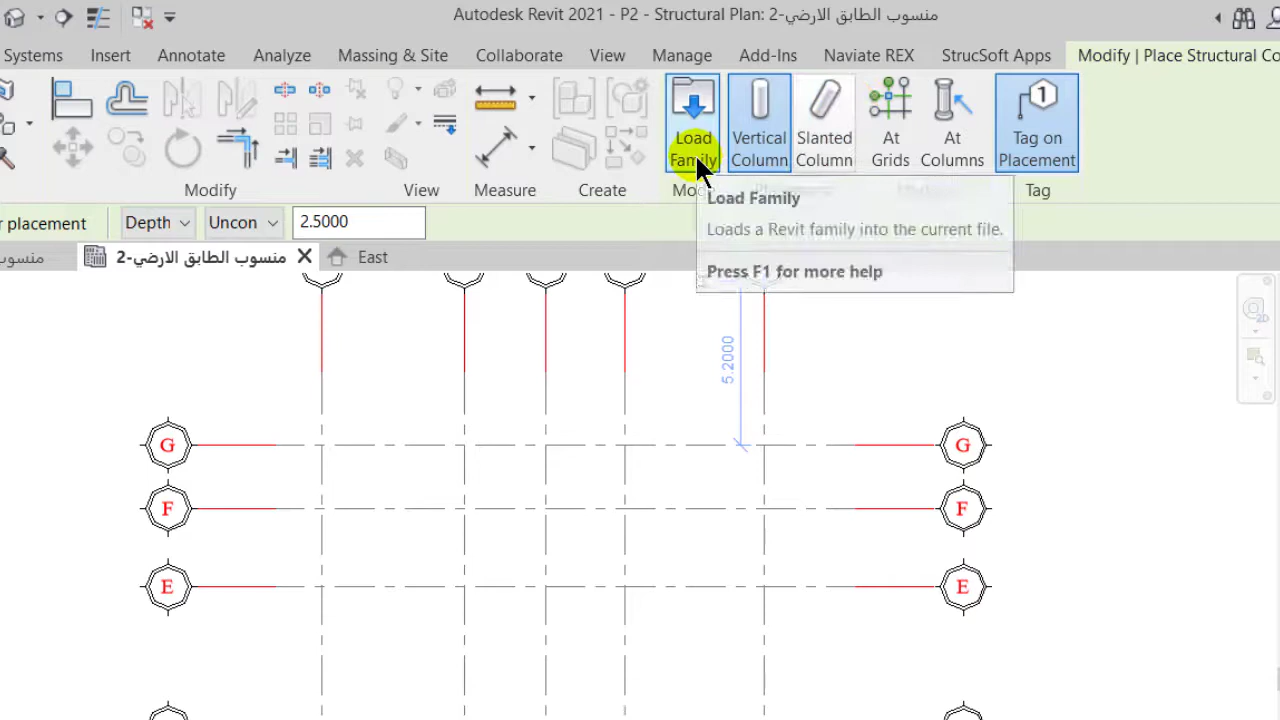 Autodesk Revit 2021 - P2 - Structural Plan: منسوب الطابق الارضي-2
Systems Insert Annotate Analyze Massing & Site Collaborate View Manage Add-Ins Naviate REX StrucSoft Apps Modify | Place Structural Co
Load Family
Vertical Column
Slanted Column
At Grids
At Columns
1
Tag on Placement
Modify View Measure Create Mod Tag
Load Family
Loads a Revit family into the current file.
Press F1 for more help
r placement Depth Uncon 2.5000
منسوب
منسوب الطابق الارضي-2
East
2D
5.2000
G G
F F
E E